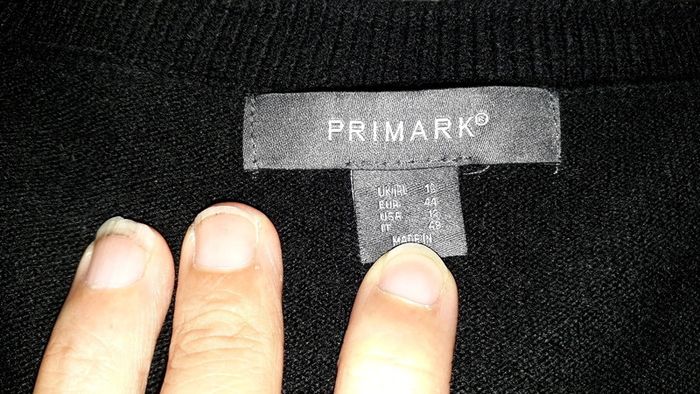 PRIMARK®
UK/IRL 16
EUR 44
USA 12
IT 48
MADE IN